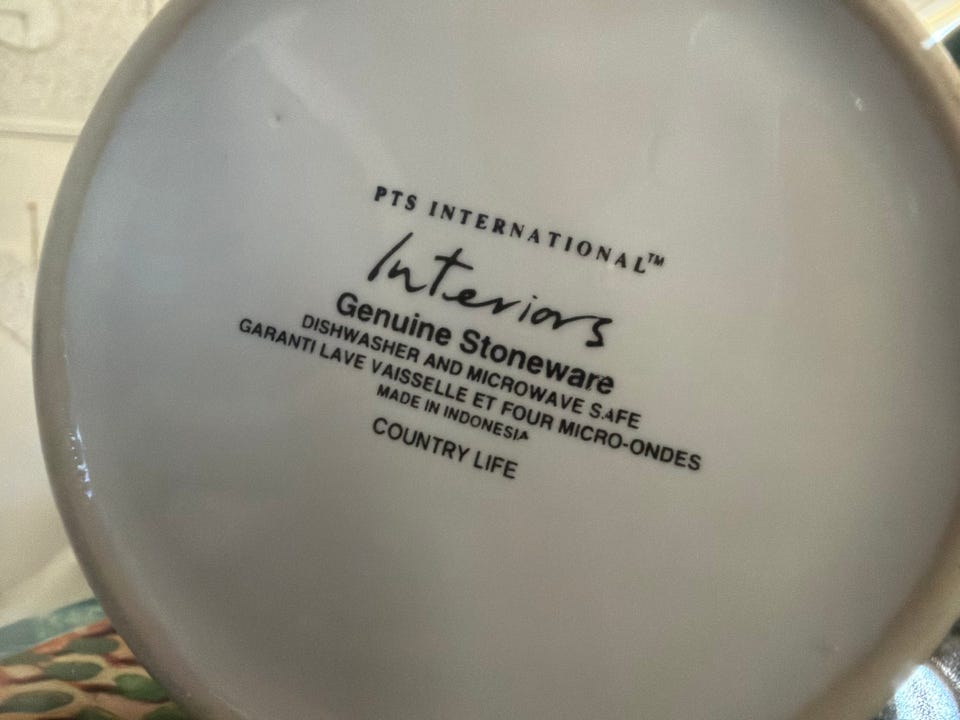 PTS INTERNATIONAL™
Interiors
Genuine Stoneware
DISHWASHER AND MICROWAVE SAFE
GARANTI LAVE VAISSELLE ET FOUR MICRO-ONDES
MADE IN INDONESIA
COUNTRY LIFE